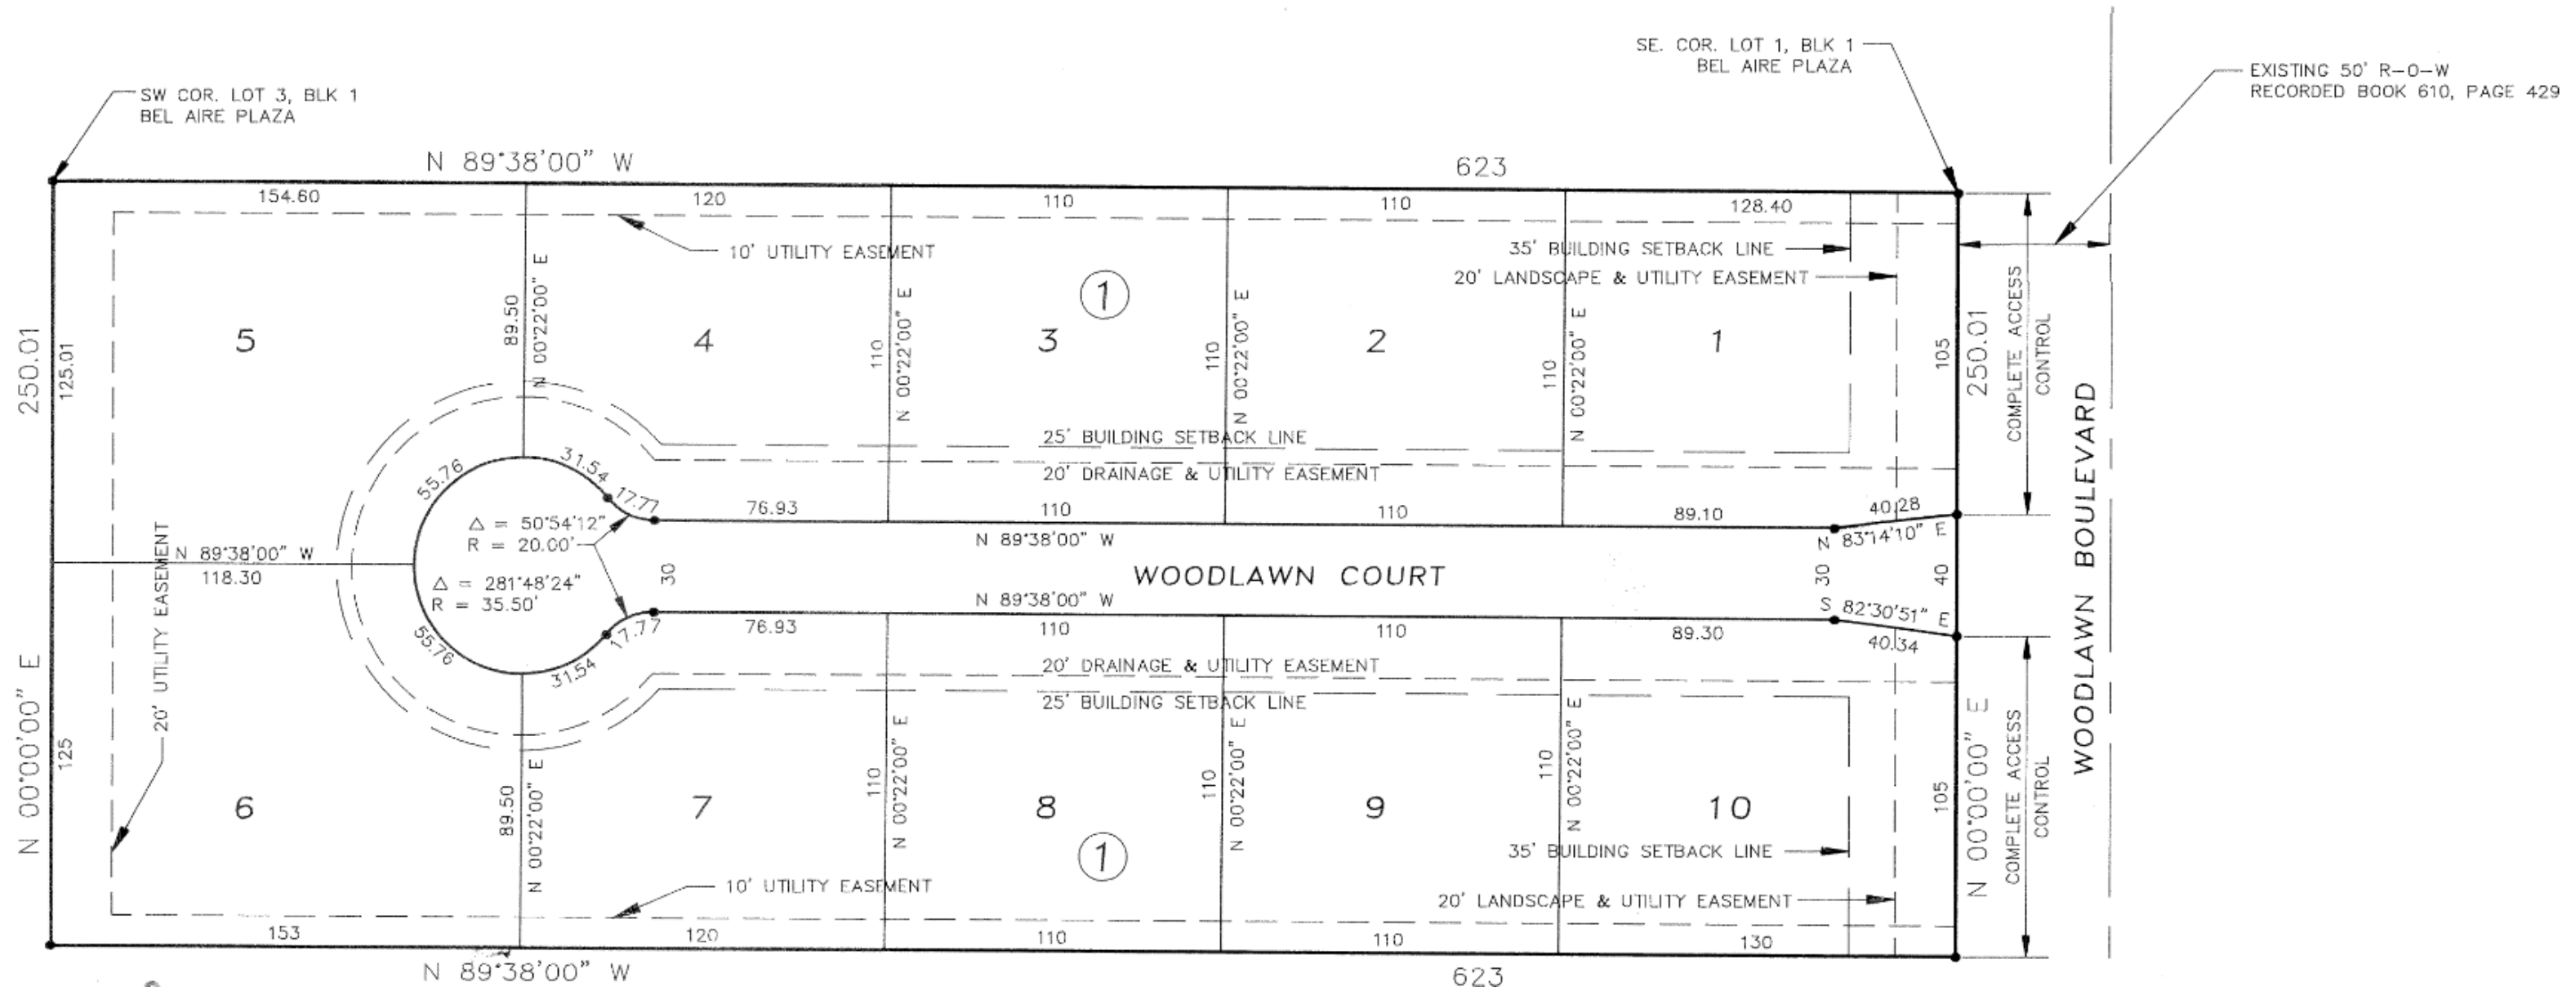 SE. COR. LOT 1, BLK 1
BEL AIRE PLAZA
EXISTING 50' R-O-W
RECORDED BOOK 610, PAGE 429
SW COR. LOT 3, BLK 1
BEL AIRE PLAZA
N 89°38'00" W
623
154.60
120
110
110
128.40
10' UTILITY EASEMENT
35' BUILDING SETBACK LINE
20' LANDSCAPE & UTILITY EASEMENT
1
5
4
3
2
1
250.01
125.01
89.50
N 00°22'00" E
110
N 00°22'00" E
110
N 00°22'00" E
110
N 00°22'00" E
105
250.01
COMPLETE ACCESS
CONTROL
25' BUILDING SETBACK LINE
20' DRAINAGE & UTILITY EASEMENT
55.76
31.54
17.77
76.93
110
110
89.10
40.28
N 83°14'10" E
N 89°38'00" W
Δ = 50°54'12"
R = 20.00'
N 89°38'00" W
118.30
Δ = 281°48'24"
R = 35.50'
30
WOODLAWN COURT
30
40
WOODLAWN BOULEVARD
N 89°38'00" W
S 82°30'51" E
55.76
31.54
17.77
76.93
110
110
89.30
40.34
20' UTILITY EASEMENT
20' DRAINAGE & UTILITY EASEMENT
25' BUILDING SETBACK LINE
N 00°00'00" E
125
89.50
N 00°22'00" E
110
N 00°22'00" E
110
N 00°22'00" E
110
N 00°22'00" E
105
N 00°00'00" E
COMPLETE ACCESS
CONTROL
6
7
8
9
10
1
35' BUILDING SETBACK LINE
10' UTILITY EASEMENT
20' LANDSCAPE & UTILITY EASEMENT
153
120
110
110
130
N 89°38'00" W
623